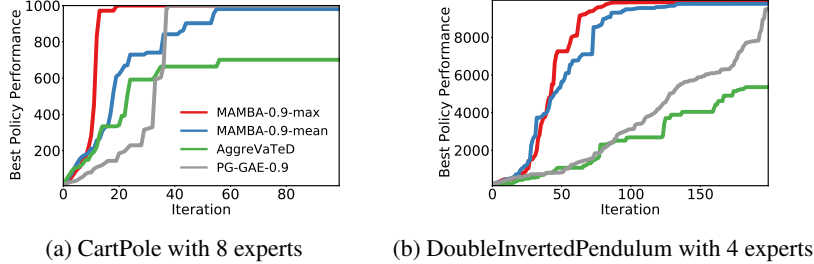 1000
800
600
400
200
0
20
40
60
80
Best Policy Performance
Iteration
MAMBA-0.9-max
MAMBA-0.9-mean
AggreVaTeD
PG-GAE-0.9
(a) CartPole with 8 experts
8000
6000
4000
2000
0
50
100
150
Best Policy Performance
Iteration
(b) DoubleInvertedPendulum with 4 experts